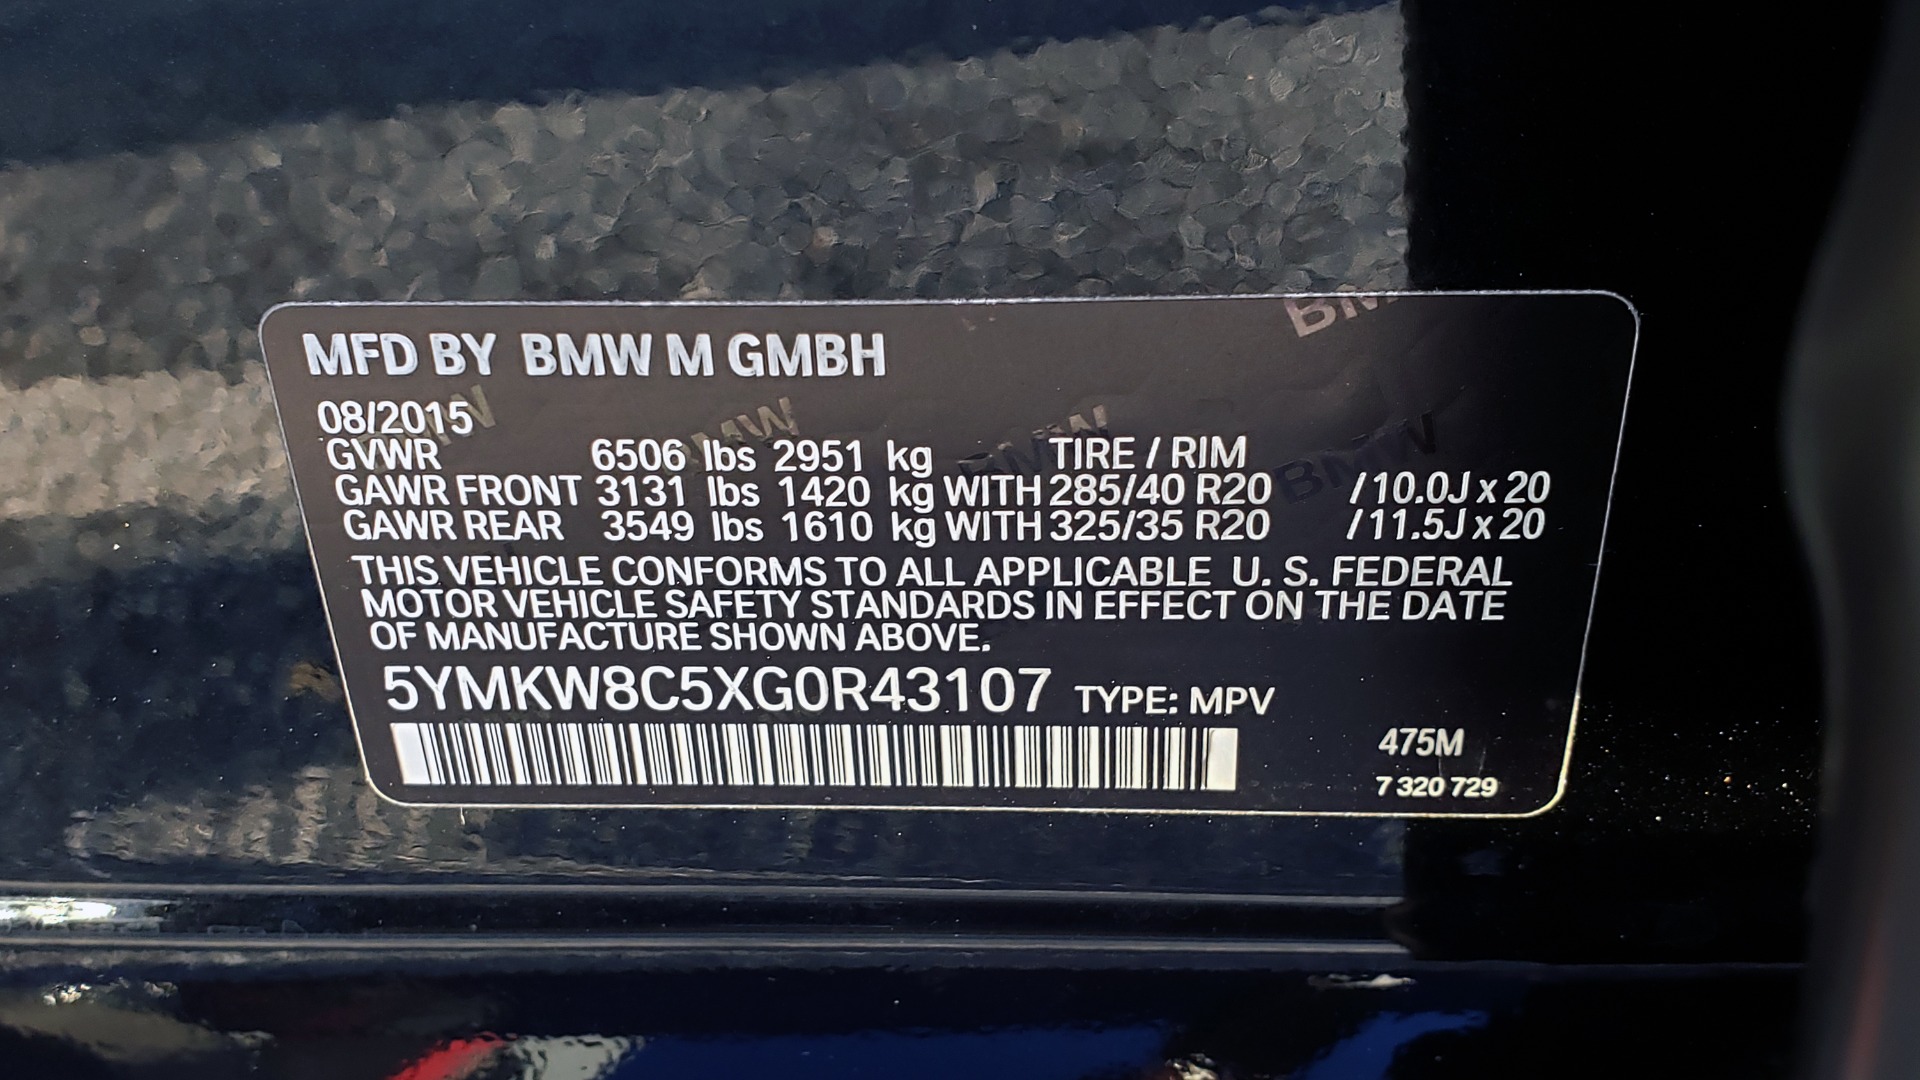 MFD BY BMW M GMBH
08/2015
GVWR 6506 lbs 2951 kg TIRE / RIM
GAWR FRONT 3131 lbs 1420 kg WITH 285/40 R20 / 10.0J x 20
GAWR REAR 3549 lbs 1610 kg WITH 325/35 R20 / 11.5J x 20
THIS VEHICLE CONFORMS TO ALL APPLICABLE U. S. FEDERAL
MOTOR VEHICLE SAFETY STANDARDS IN EFFECT ON THE DATE
OF MANUFACTURE SHOWN ABOVE.
5YMKW8C5XG0R43107 TYPE: MPV
475M
7 320 729